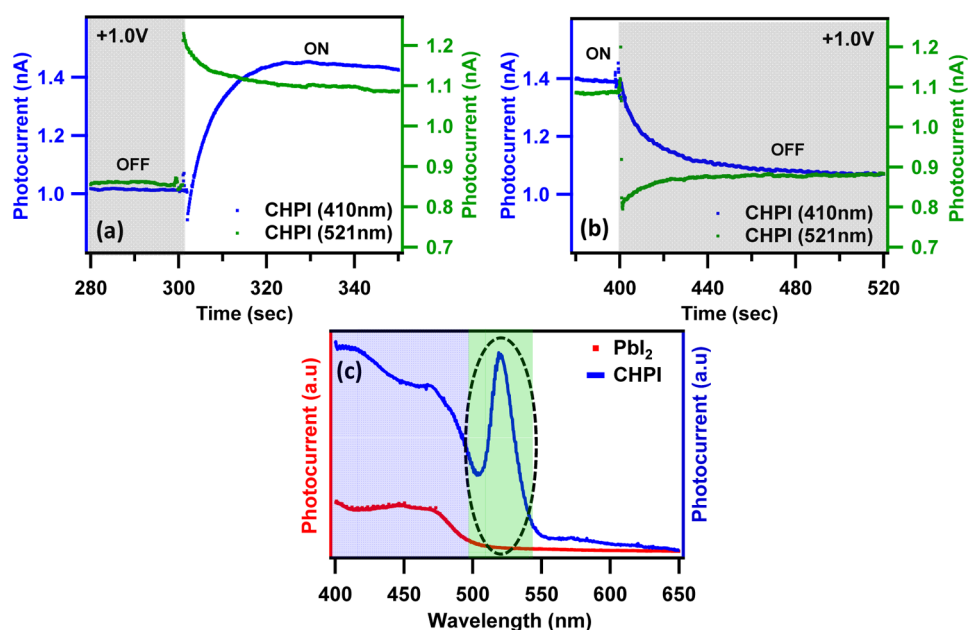 +1.0V
ON
OFF
(a)
CHPI (410nm)
CHPI (521nm)
Photocurrent (nA)
1.4
1.2
1.0
Photocurrent (nA)
1.2
1.1
1.0
0.9
0.8
0.7
280 300 320 340
Time (sec)
ON
+1.0V
OFF
(b)
CHPI (410nm)
CHPI (521nm)
Photocurrent (nA)
1.4
1.2
1.0
Photocurrent (nA)
1.2
1.1
1.0
0.9
0.8
0.7
400 440 480 520
Time (sec)
(c)
PbI₂
CHPI
Photocurrent (a.u)
Photocurrent (a.u)
400 450 500 550 600 650
Wavelength (nm)